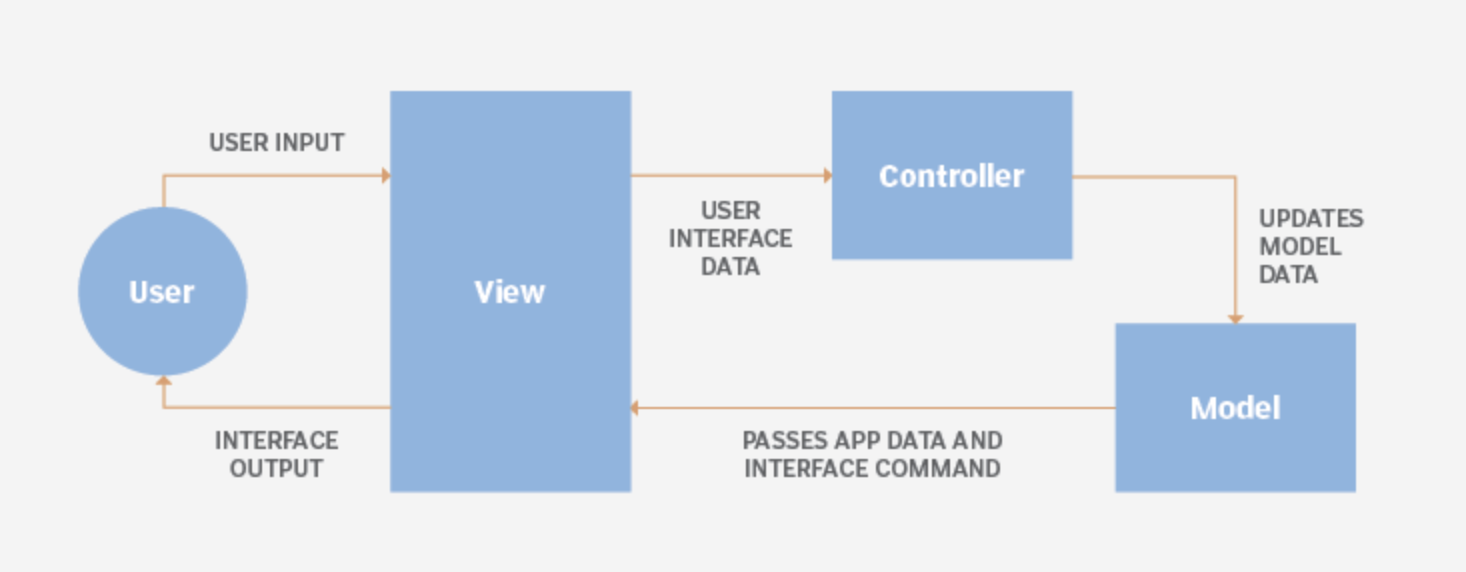 USER INPUT
User
INTERFACE
OUTPUT
View
USER
INTERFACE
DATA
Controller
UPDATES
MODEL
DATA
Model
PASSES APP DATA AND
INTERFACE COMMAND